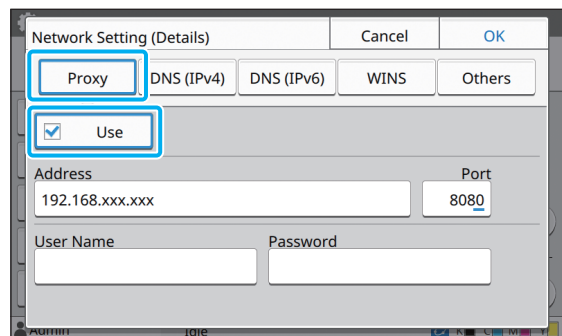 Network Setting (Details) Cancel OK
Proxy DNS (IPv4) DNS (IPv6) WINS Others
Use
Address Port
192.168.xxx.xxx 8080
User Name Password
Admin Idle K C M Y